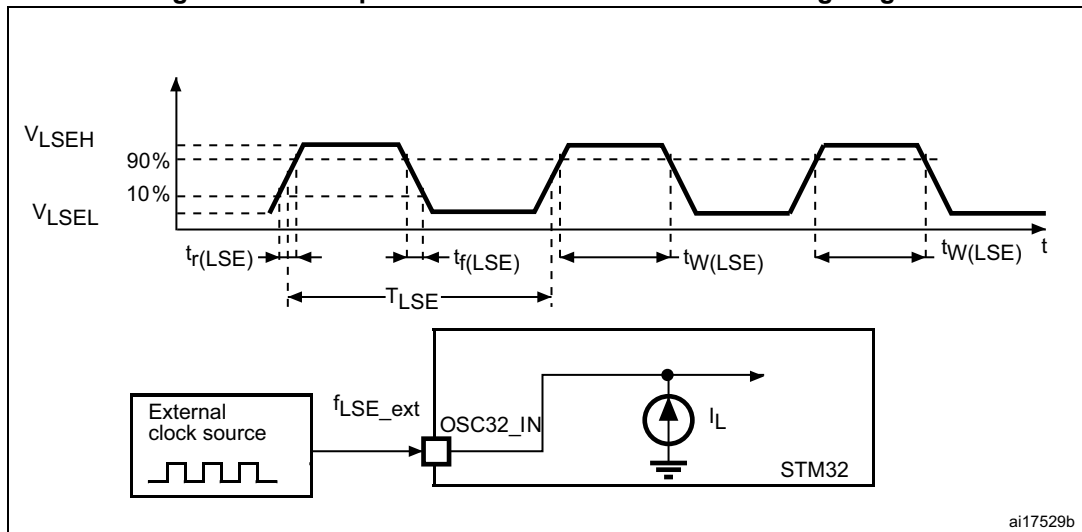 VLSEH
90%
10%
VLSEL
tr(LSE)
tf(LSE)
tW(LSE)
tW(LSE)
t
TLSE
External
clock source
fLSE_ext
OSC32_IN
IL
STM32
ai17529b